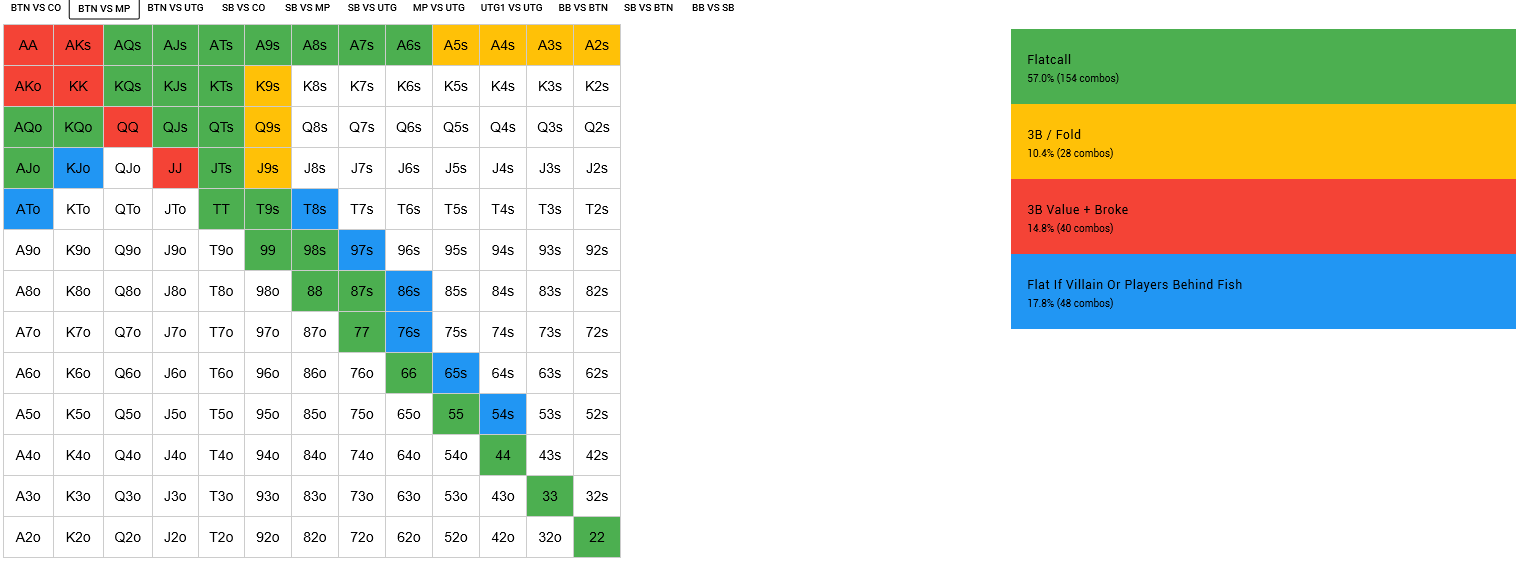 BTN VS CO BTN VS MP BTN VS UTG SB VS CO SB VS MP SB VS UTG MP VS UTG UTG1 VS UTG BB VS BTN SB VS BTN BB VS SB
AA AKs AQs AJs ATs A9s A8s A7s A6s A5s A4s A3s A2s
AKo KK KQs KJs KTs K9s K8s K7s K6s K5s K4s K3s K2s
AQo KQo QQ QJs QTs Q9s Q8s Q7s Q6s Q5s Q4s Q3s Q2s
AJo KJo QJo JJ JTs J9s J8s J7s J6s J5s J4s J3s J2s
ATo KTo QTo JTo TT T9s T8s T7s T6s T5s T4s T3s T2s
A9o K9o Q9o J9o T9o 99 98s 97s 96s 95s 94s 93s 92s
A8o K8o Q8o J8o T8o 98o 88 87s 86s 85s 84s 83s 82s
A7o K7o Q7o J7o T7o 97o 87o 77 76s 75s 74s 73s 72s
A6o K6o Q6o J6o T6o 96o 86o 76o 66 65s 64s 63s 62s
A5o K5o Q5o J5o T5o 95o 85o 75o 65o 55 54s 53s 52s
A4o K4o Q4o J4o T4o 94o 84o 74o 64o 54o 44 43s 42s
A3o K3o Q3o J3o T3o 93o 83o 73o 63o 53o 43o 33 32s
A2o K2o Q2o J2o T2o 92o 82o 72o 62o 52o 42o 32o 22
Flatcall
57.0% (154 combos)
3B / Fold
10.4% (28 combos)
3B Value + Broke
14.8% (40 combos)
Flat If Villain Or Players Behind Fish
17.8% (48 combos)